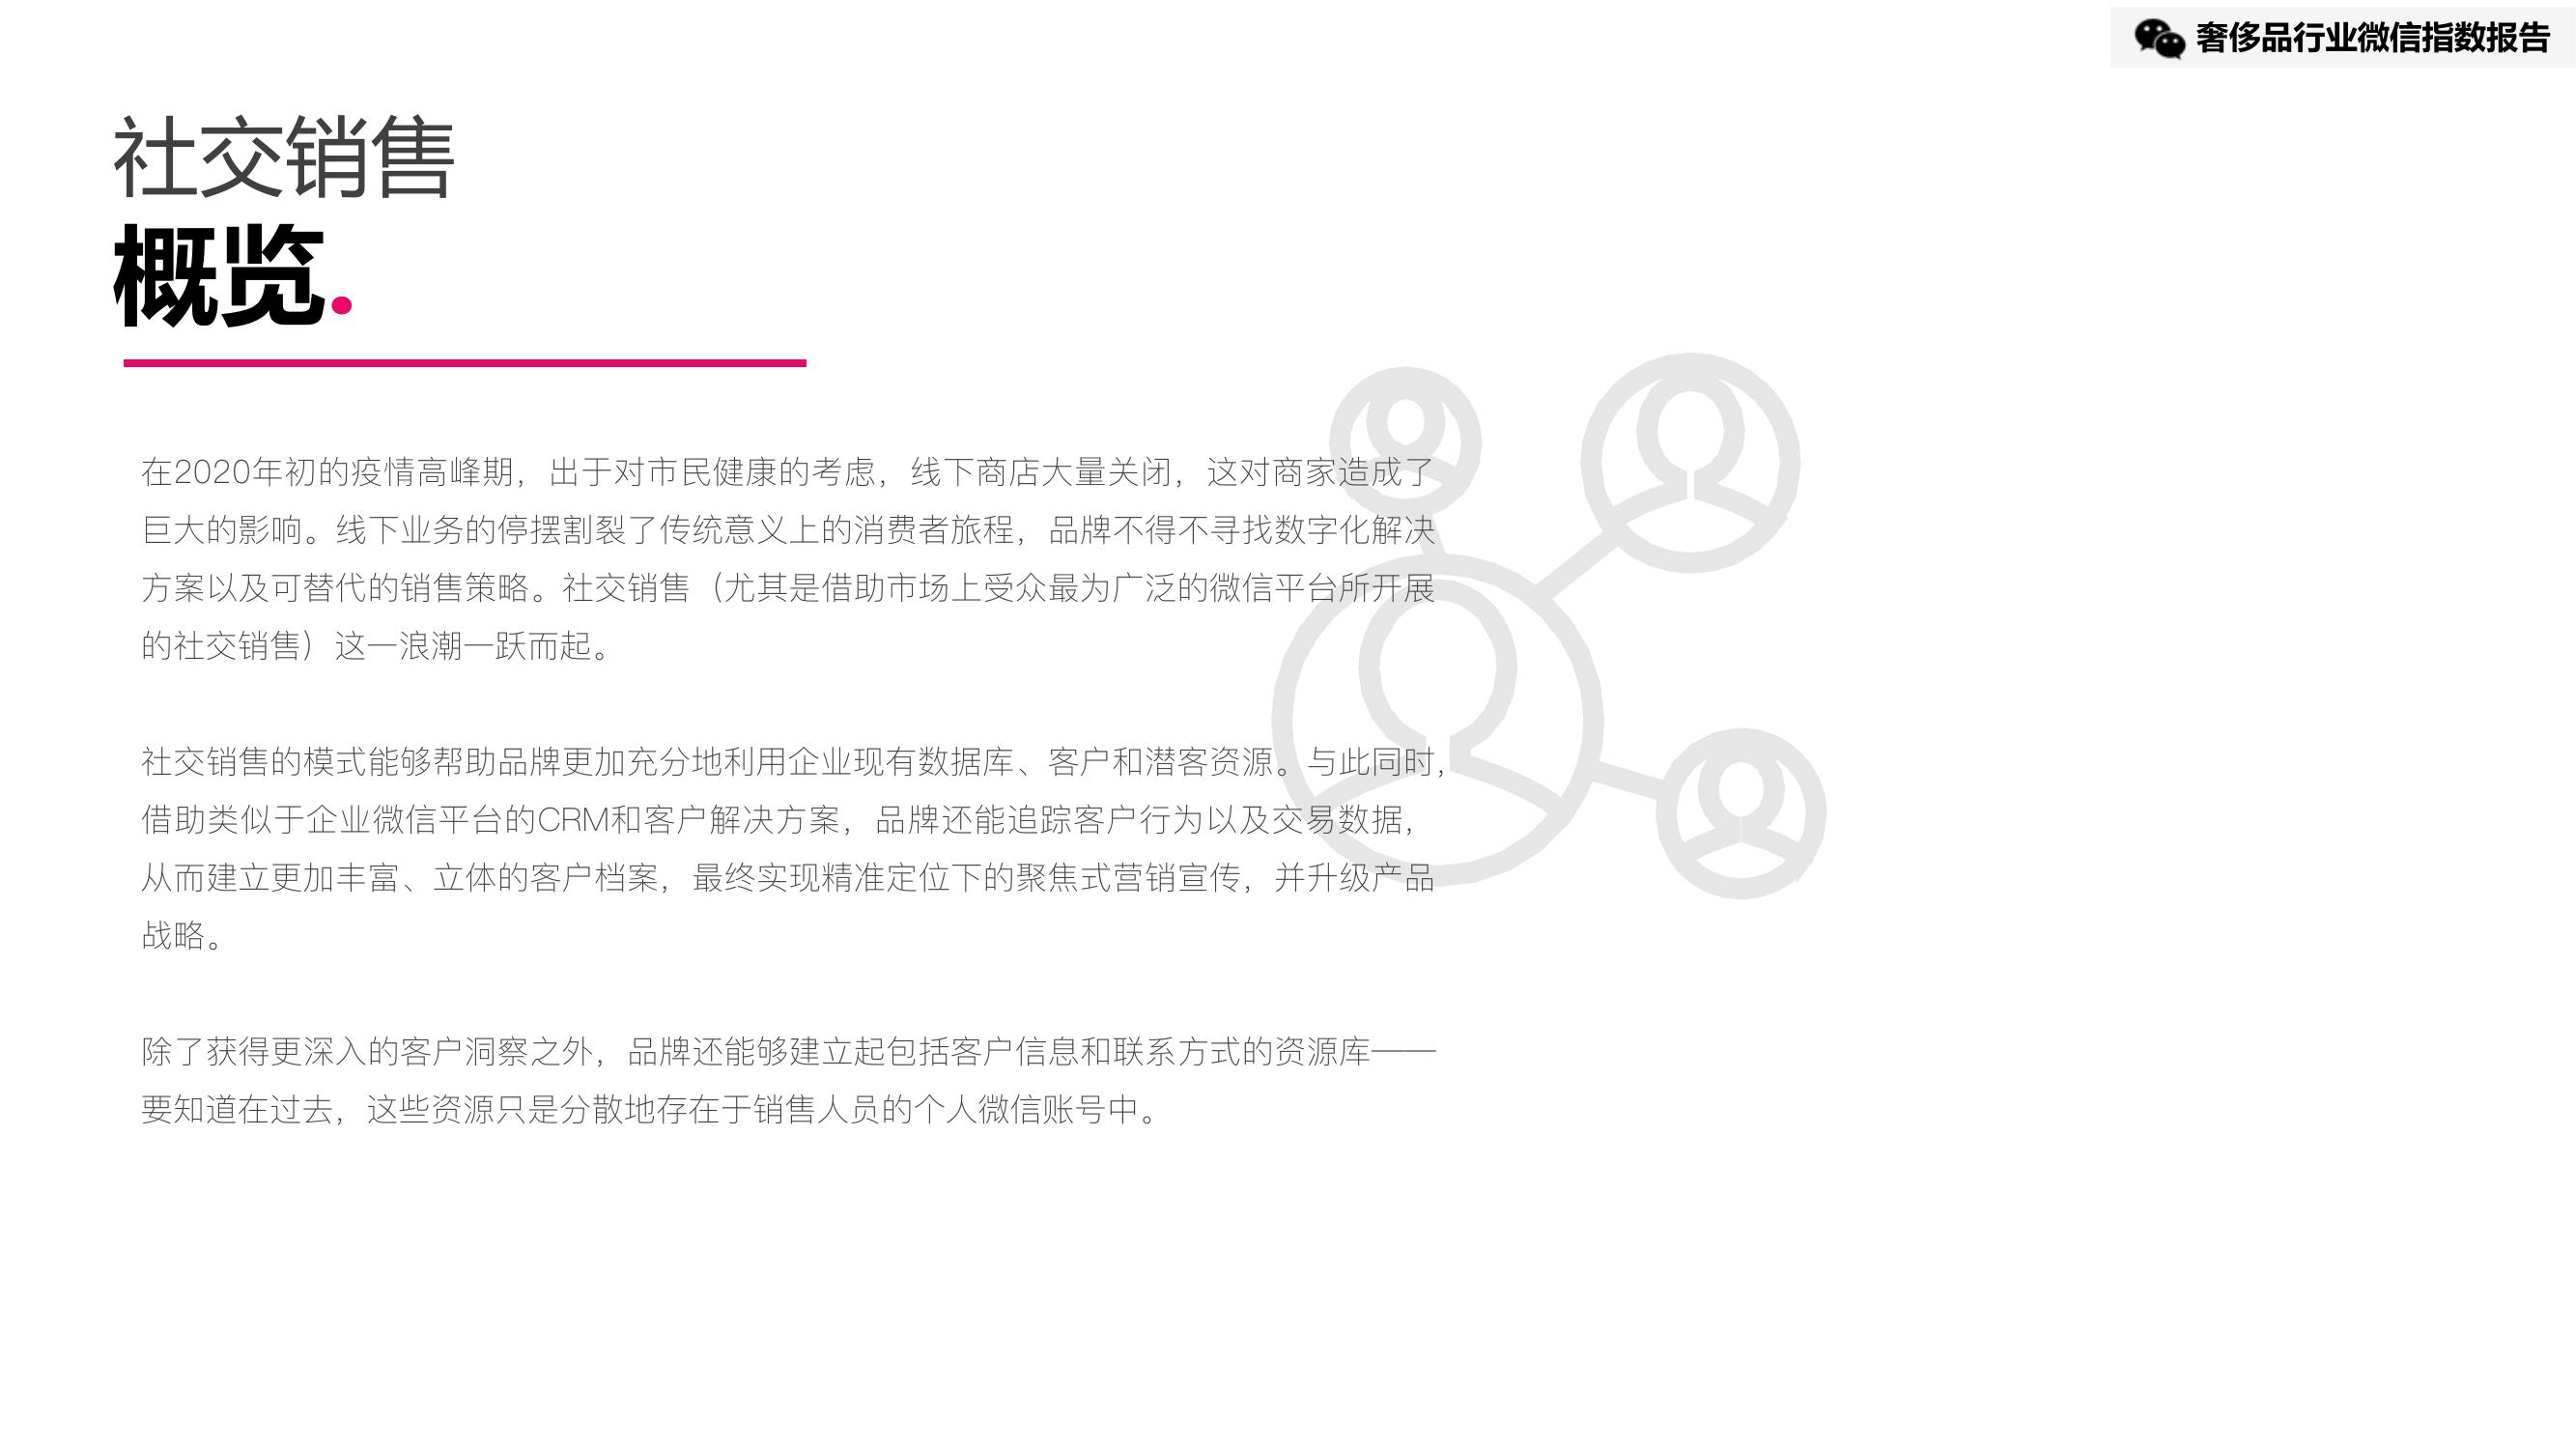 奢侈品行业微信指数报告
社交销售
概览.
在2020年初的疫情高峰期，出于对市民健康的考虑，线下商店大量关闭，这对商家造成了
巨大的影响。线下业务的停摆割裂了传统意义上的消费者旅程，品牌不得不寻找数字化解决
方案以及可替代的销售策略。社交销售（尤其是借助市场上受众最为广泛的微信平台所开展
的社交销售）这一浪潮一跃而起。
社交销售的模式能够帮助品牌更加充分地利用企业现有数据库、客户和潜客资源。与此同时，
借助类似于企业微信平台的CRM和客户解决方案，品牌还能追踪客户行为以及交易数据，
从而建立更加丰富、立体的客户档案，最终实现精准定位下的聚焦式营销宣传，并升级产品
战略。
除了获得更深入的客户洞察之外，品牌还能够建立起包括客户信息和联系方式的资源库——
要知道在过去，这些资源只是分散地存在于销售人员的个人微信账号中。